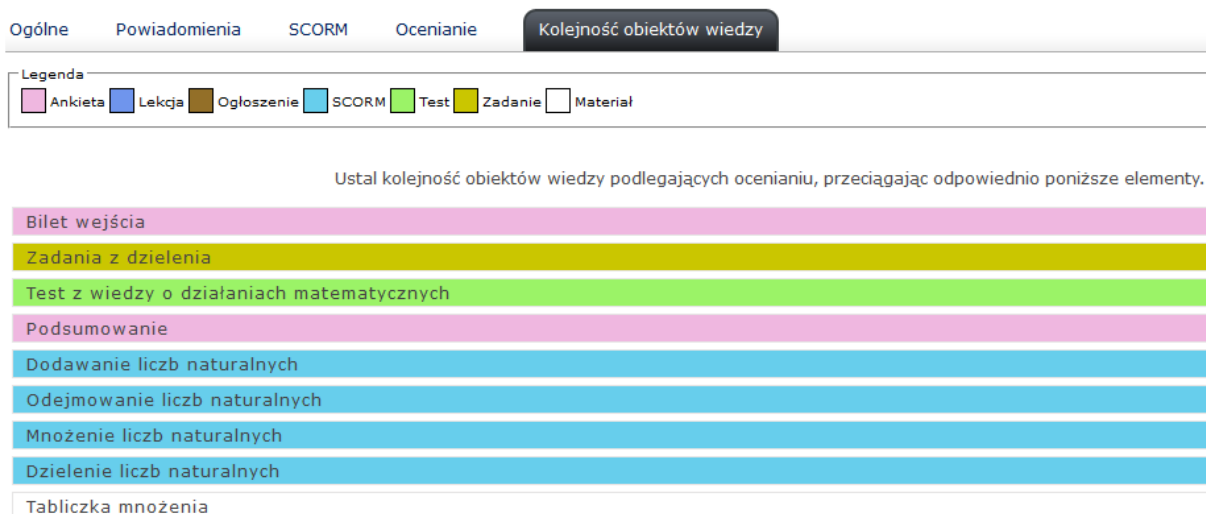 Ogólne Powiadomienia SCORM Ocenianie Kolejność obiektów wiedzy
Legenda
Ankieta Lekcja Ogłoszenie SCORM Test Zadanie Materiał
Ustal kolejność obiektów wiedzy podlegających ocenianiu, przeciągając odpowiednio poniższe elementy.
Bilet wejścia
Zadania z dzielenia
Test z wiedzy o działaniach matematycznych
Podsumowanie
Dodawanie liczb naturalnych
Odejmowanie liczb naturalnych
Mnożenie liczb naturalnych
Dzielenie liczb naturalnych
Tabliczka mnożenia